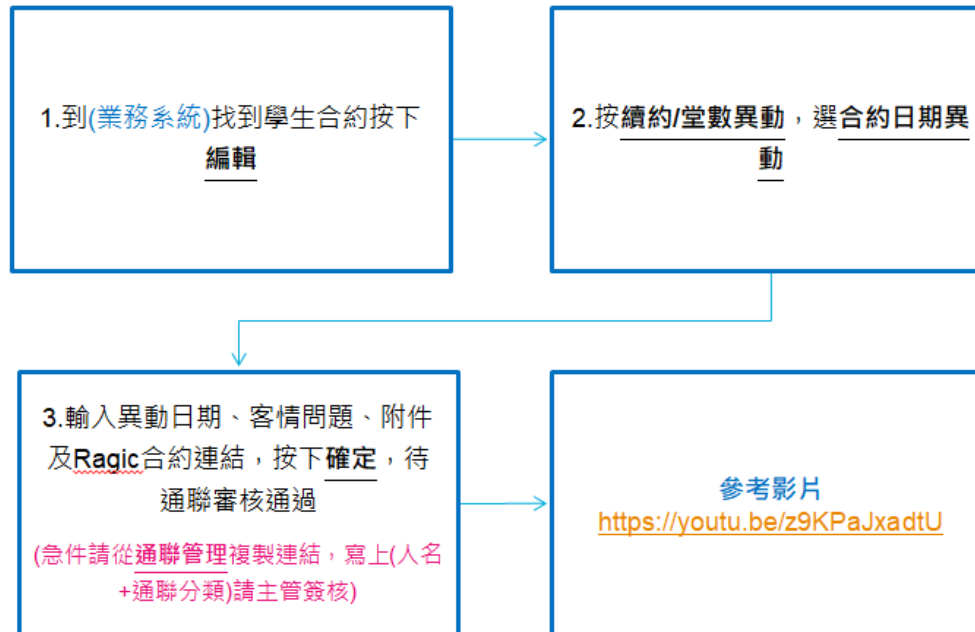 1.到(業務系統)找到學生合約按下
編輯
2.按續約/堂數異動，選合約日期異
動
3.輸入異動日期、客情問題、附件
及Ragic合約連結，按下確定，待
通聯審核通過
(急件請從通聯管理複製連結，寫上(人名
+通聯分類)請主管簽核)
參考影片
https://youtu.be/z9KPaJxadtU